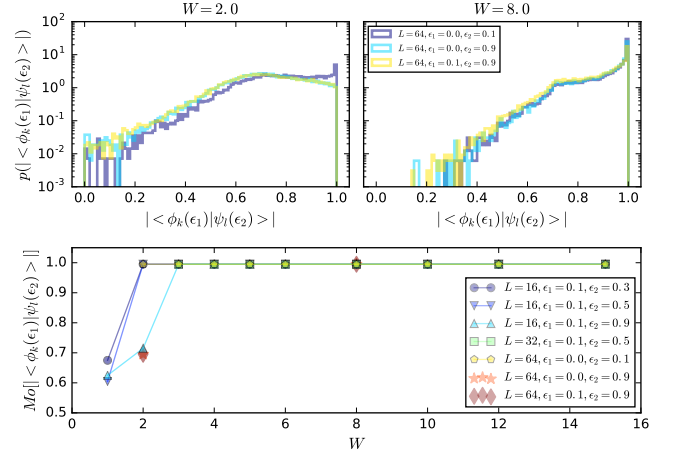 W = 2.0
W = 8.0
p(| < ϕ_k(ϵ_1)|ψ_l(ϵ_2) > |)
10^3
10^2
10^1
10^0
10^{-1}
10^{-2}
10^{-3}
L = 64, ϵ_1 = 0.0, ϵ_2 = 0.1
L = 64, ϵ_1 = 0.0, ϵ_2 = 0.9
L = 64, ϵ_1 = 0.1, ϵ_2 = 0.9
0.0 0.2 0.4 0.6 0.8 1.0
0.0 0.2 0.4 0.6 0.8 1.0
| < ϕ_k(ϵ_1)|ψ_l(ϵ_2) > |
| < ϕ_k(ϵ_1)|ψ_l(ϵ_2) > |
Mo[| < ϕ_k(ϵ_1)|ψ_l(ϵ_2) > |]
1.0
0.9
0.8
0.7
0.6
0.5
L = 16, ϵ_1 = 0.1, ϵ_2 = 0.3
L = 16, ϵ_1 = 0.1, ϵ_2 = 0.5
L = 16, ϵ_1 = 0.1, ϵ_2 = 0.9
L = 32, ϵ_1 = 0.1, ϵ_2 = 0.5
L = 64, ϵ_1 = 0.0, ϵ_2 = 0.1
L = 64, ϵ_1 = 0.0, ϵ_2 = 0.9
L = 64, ϵ_1 = 0.1, ϵ_2 = 0.9
0 2 4 6 8 10 12 14 16
W